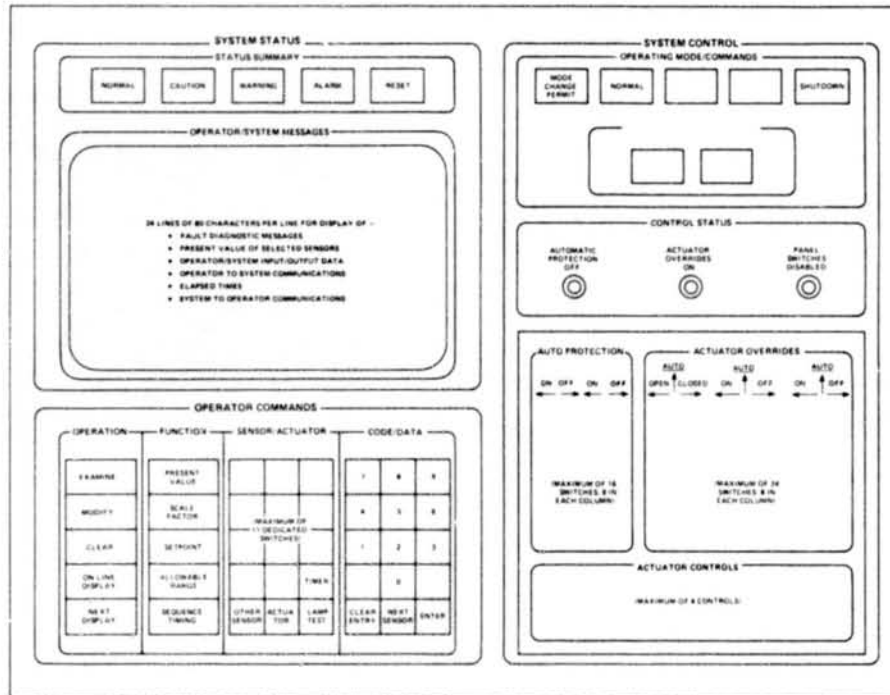 SYSTEM STATUS
STATUS SUMMARY
NORMAL
CAUTION
WARNING
ALARM
RESET
OPERATOR/SYSTEM MESSAGES
24 LINES OF 80 CHARACTERS PER LINE FOR DISPLAY OF –
• FAULT DIAGNOSTIC MESSAGES
• PRESENT VALUE OF SELECTED SENSORS
• OPERATOR/SYSTEM INPUT/OUTPUT DATA
• OPERATOR TO SYSTEM COMMUNICATIONS
• ELAPSED TIMES
• SYSTEM TO OPERATOR COMMUNICATIONS
OPERATOR COMMANDS
OPERATION
FUNCTION
SENSOR/ACTUATOR
CODE/DATA
EXAMINE
PRESENT
VALUE
7
8
9
MODIFY
SCALE
FACTOR
(MAXIMUM OF
11 DEDICATED
SWITCHES)
4
5
6
CLEAR
SETPOINT
1
2
3
ON LINE
DISPLAY
ALLOWABLE
RANGE
TIMER
0
NEXT
DISPLAY
SEQUENCE
TIMING
OTHER
SENSOR
ACTUA
TOR
LAMP
TEST
CLEAR
ENTRY
NEXT
SENSOR
ENTER
SYSTEM CONTROL
OPERATING MODE/COMMANDS
MODE
CHANGE
PERMIT
NORMAL
SHUTDOWN
CONTROL STATUS
AUTOMATIC
PROTECTION
OFF
ACTUATOR
OVERRIDES
ON
PANEL
SWITCHES
DISABLED
AUTO PROTECTION
ON OFF ON OFF
(MAXIMUM OF 16
SWITCHES, 8 IN
EACH COLUMN)
ACTUATOR OVERRIDES
AUTO AUTO AUTO
OPEN CLOSED ON OFF ON OFF
(MAXIMUM OF 24
SWITCHES, 8 IN
EACH COLUMN)
ACTUATOR CONTROLS
(MAXIMUM OF 4 CONTROLS)